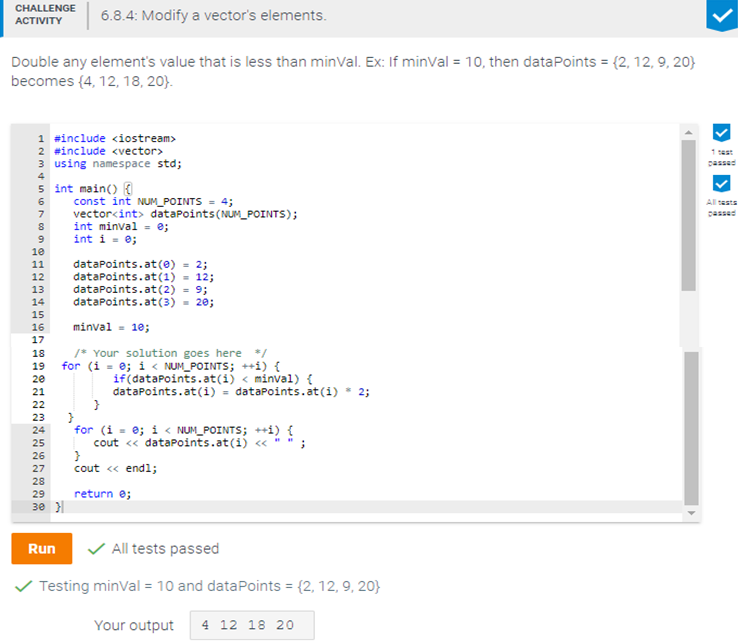 CHALLENGE
ACTIVITY
6.8.4: Modify a vector's elements.
Double any element's value that is less than minVal. Ex: If minVal = 10, then dataPoints = {2, 12, 9, 20}
becomes {4, 12, 18, 20}.
1 #include <iostream>
2 #include <vector>
3 using namespace std;
4
5 int main() {
6 const int NUM_POINTS = 4;
7 vector<int> dataPoints(NUM_POINTS);
8 int minVal = 0;
9 int i = 0;
10
11 dataPoints.at(0) = 2;
12 dataPoints.at(1) = 12;
13 dataPoints.at(2) = 9;
14 dataPoints.at(3) = 20;
15
16 minVal = 10;
17
18 /* Your solution goes here */
19 for (i = 0; i < NUM_POINTS; ++i) {
20 if(dataPoints.at(i) < minVal) {
21 dataPoints.at(i) = dataPoints.at(i) * 2;
22 }
23 }
24 for (i = 0; i < NUM_POINTS; ++i) {
25 cout << dataPoints.at(i) << " " ;
26 }
27 cout << endl;
28
29 return 0;
30 }
1 test
passed
All tests
passed
Run
All tests passed
Testing minVal = 10 and dataPoints = {2, 12, 9, 20}
Your output
4 12 18 20